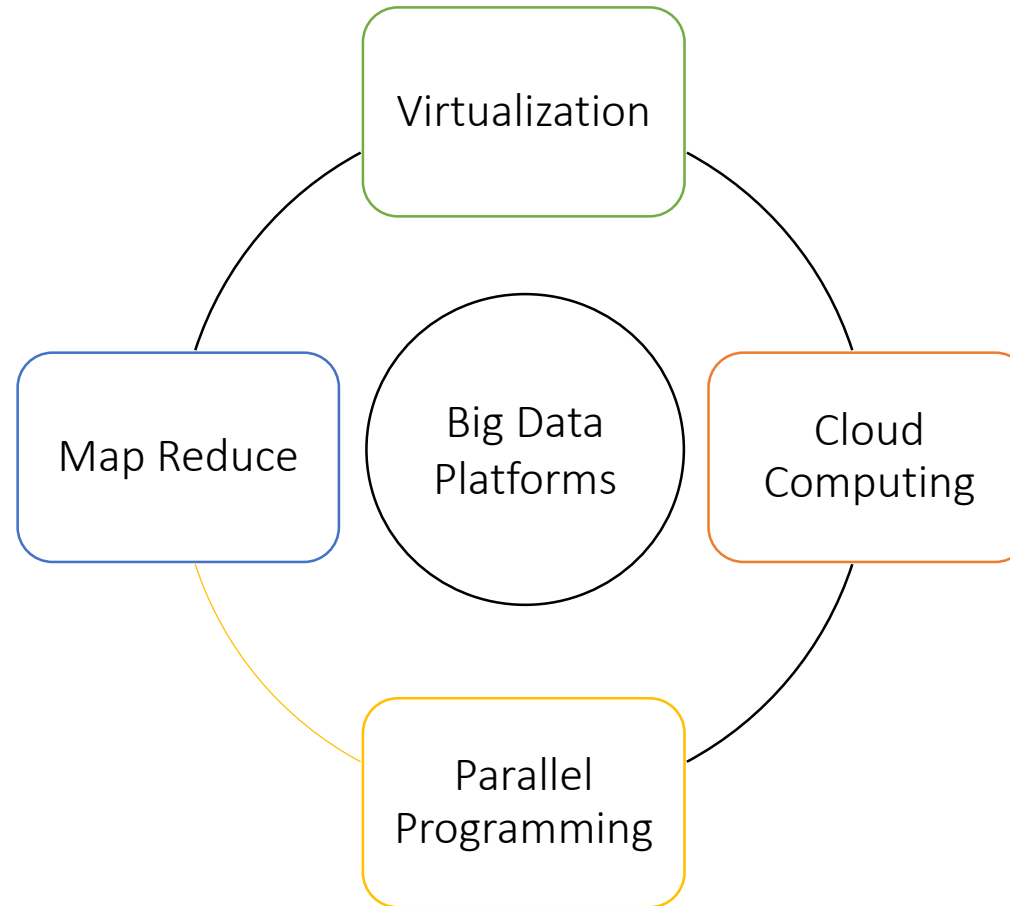 Virtualization
Map Reduce
Big Data
Platforms
Cloud
Computing
Parallel
Programming